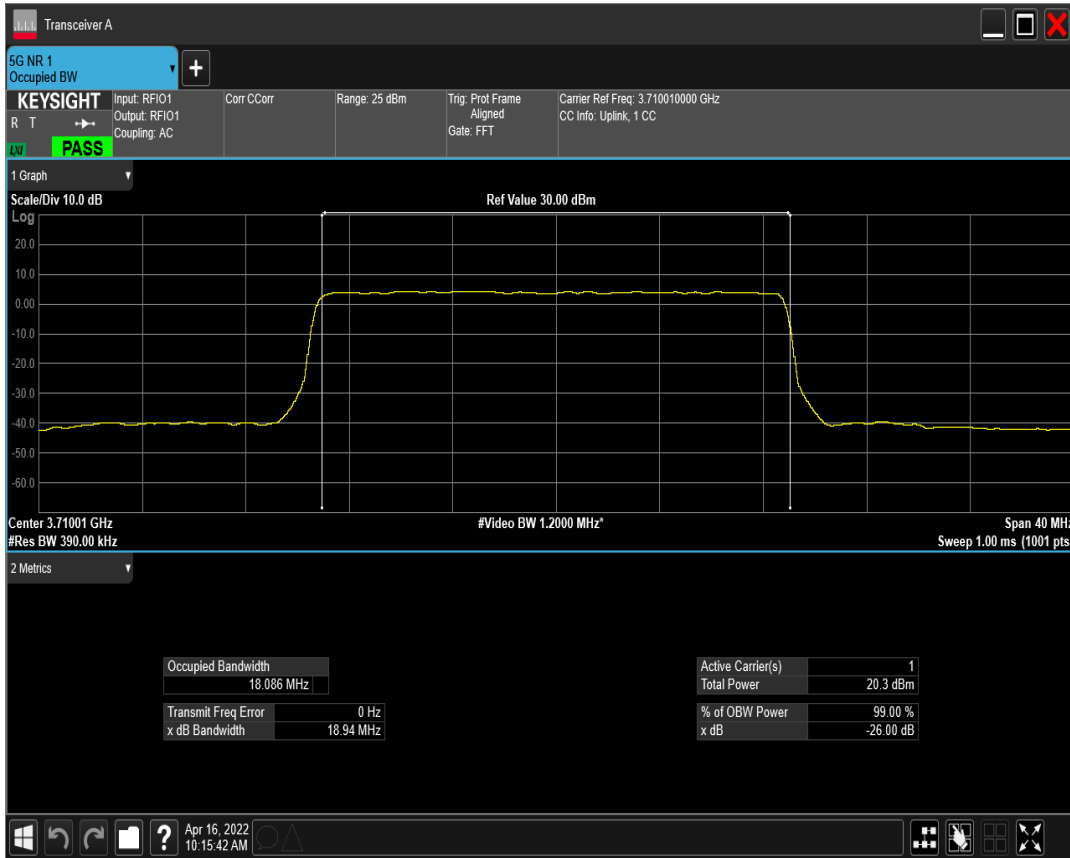 Transceiver A
5G NR 1
Occupied BW
KEYSIGHT
R T
LXI
PASS
Input: RFIO1
Output: RFIO1
Coupling: AC
Corr CCorr
Range: 25 dBm
Trig: Prot Frame
Aligned
Gate: FFT
Carrier Ref Freq: 3.710010000 GHz
CC Info: Uplink, 1 CC
1 Graph
Scale/Div 10.0 dB
Ref Value 30.00 dBm
Log
20.0
10.0
0.00
-10.0
-20.0
-30.0
-40.0
-50.0
-60.0
Center 3.71001 GHz
#Video BW 1.2000 MHz*
Span 40 MHz
#Res BW 390.00 kHz
Sweep 1.00 ms (1001 pts
2 Metrics
Occupied Bandwidth
18.086 MHz
Transmit Freq Error 0 Hz
x dB Bandwidth 18.94 MHz
Active Carrier(s) 1
Total Power 20.3 dBm
% of OBW Power 99.00 %
x dB -26.00 dB
?
Apr 16, 2022
10:15:42 AM